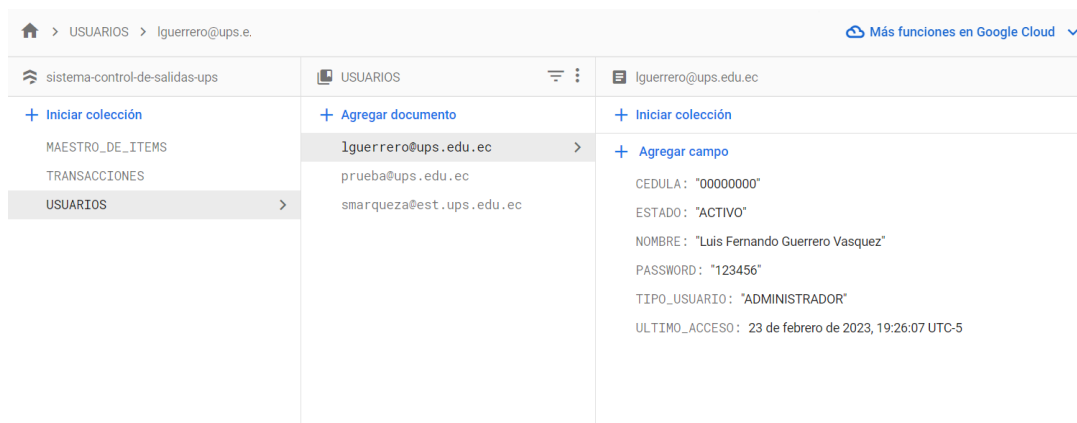 USUARIOS > lguerrero@ups.e.
Más funciones en Google Cloud
sistema-control-de-salidas-ups
Iniciar colección
MAESTRO_DE_ITEMS
TRANSACCIONES
USUARIOS
USUARIOS
Agregar documento
lguerrero@ups.edu.ec
prueba@ups.edu.ec
smarqueza@est.ups.edu.ec
lguerrero@ups.edu.ec
Iniciar colección
Agregar campo
CEDULA: "00000000"
ESTADO: "ACTIVO"
NOMBRE: "Luis Fernando Guerrero Vasquez"
PASSWORD: "123456"
TIPO_USUARIO: "ADMINISTRADOR"
ULTIMO_ACCESO: 23 de febrero de 2023, 19:26:07 UTC-5